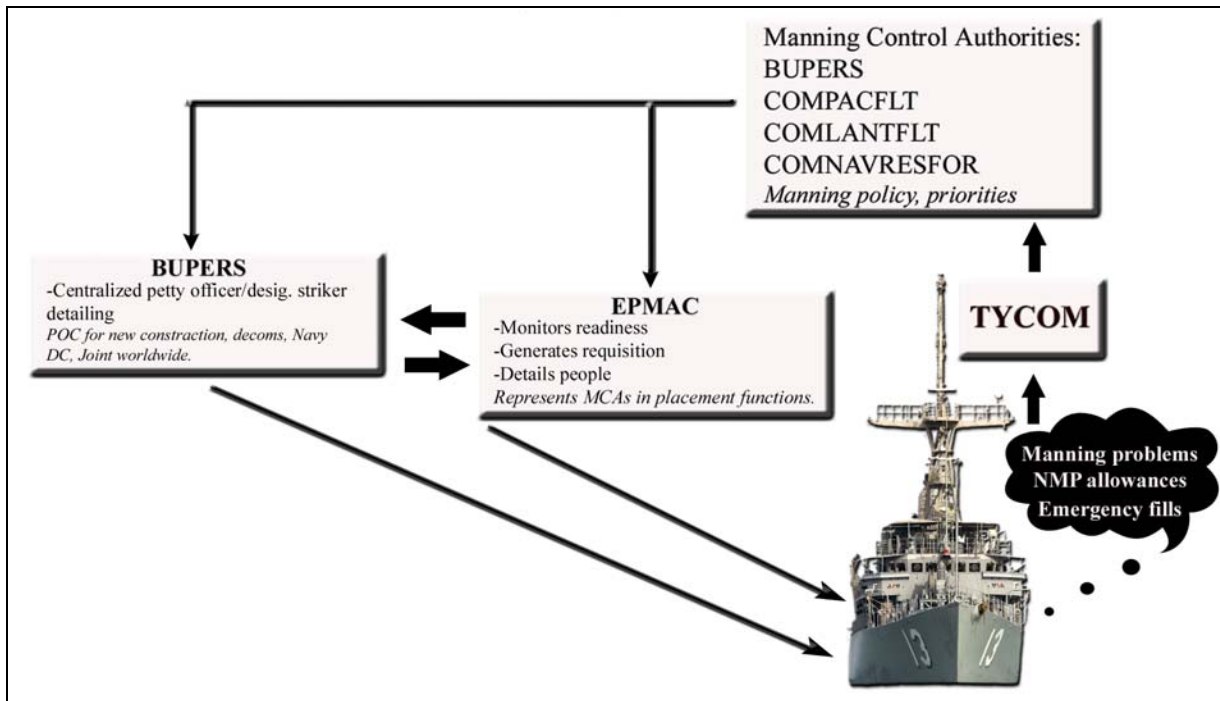 Manning Control Authorities:
BUPERS
COMPACFLT
COMLANTFLT
COMNAVRESFOR
Manning policy, priorities
BUPERS
-Centralized petty officer/desig. striker
detailing
POC for new constraction, decoms, Navy
DC, Joint worldwide.
EPMAC
-Monitors readiness
-Generates requisition
-Details people
Represents MCAs in placement functions.
TYCOM
Manning problems
NMP allowances
Emergency fills
13
13